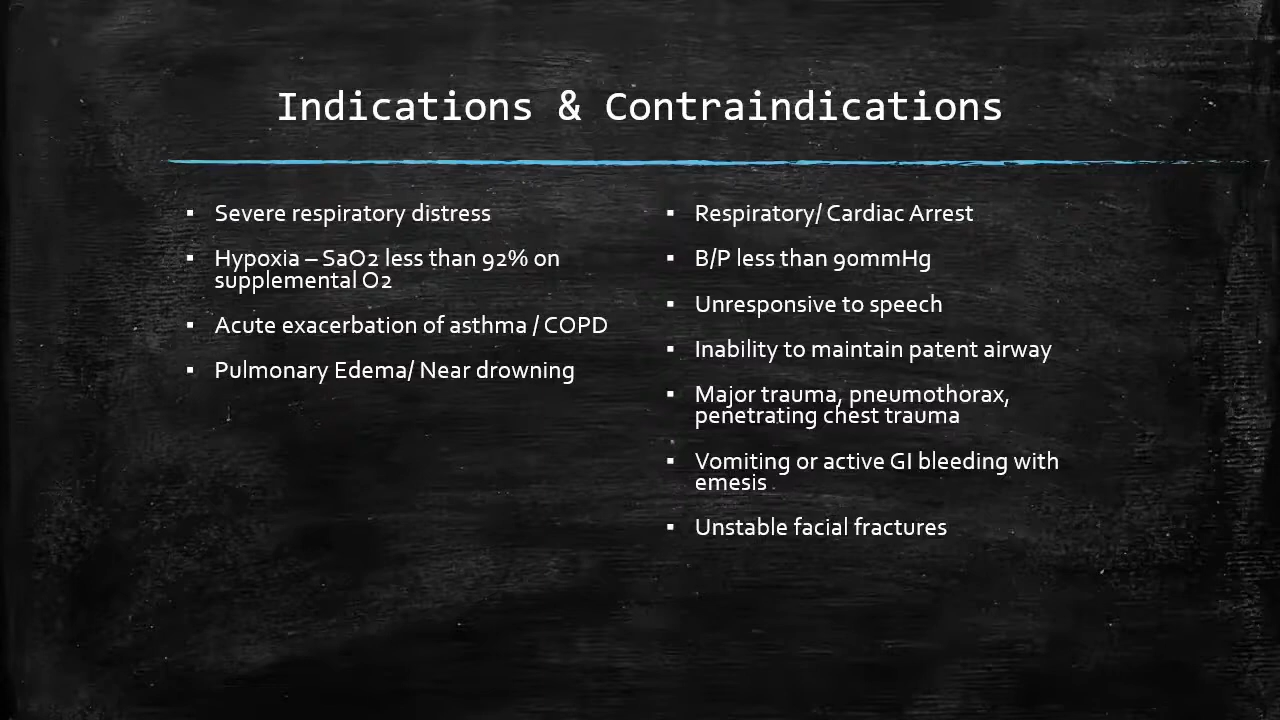 Indications & Contraindications
▪ Severe respiratory distress
▪ Hypoxia – SaO2 less than 92% on
supplemental O2
▪ Acute exacerbation of asthma / COPD
▪ Pulmonary Edema/ Near drowning
▪ Respiratory/ Cardiac Arrest
▪ B/P less than 90mmHg
▪ Unresponsive to speech
▪ Inability to maintain patent airway
▪ Major trauma, pneumothorax,
penetrating chest trauma
▪ Vomiting or active GI bleeding with
emesis
▪ Unstable facial fractures